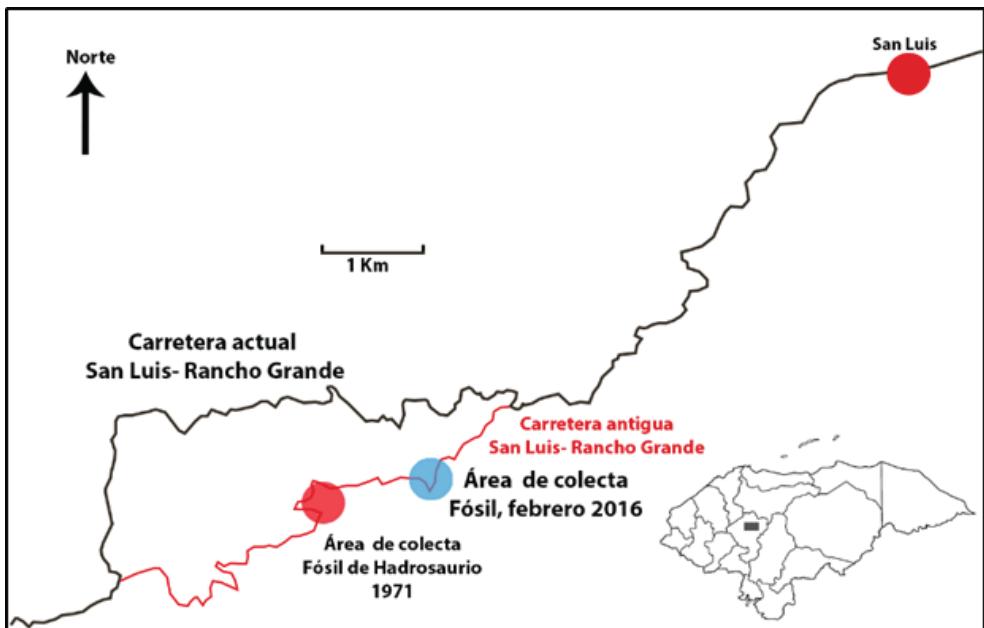 San Luis
Norte
1 Km
Carretera actual
San Luis- Rancho Grande
Carretera antigua
San Luis- Rancho Grande
Área de colecta
Fósil, febrero 2016
Área de colecta
Fósil de Hadrosaurio
1971